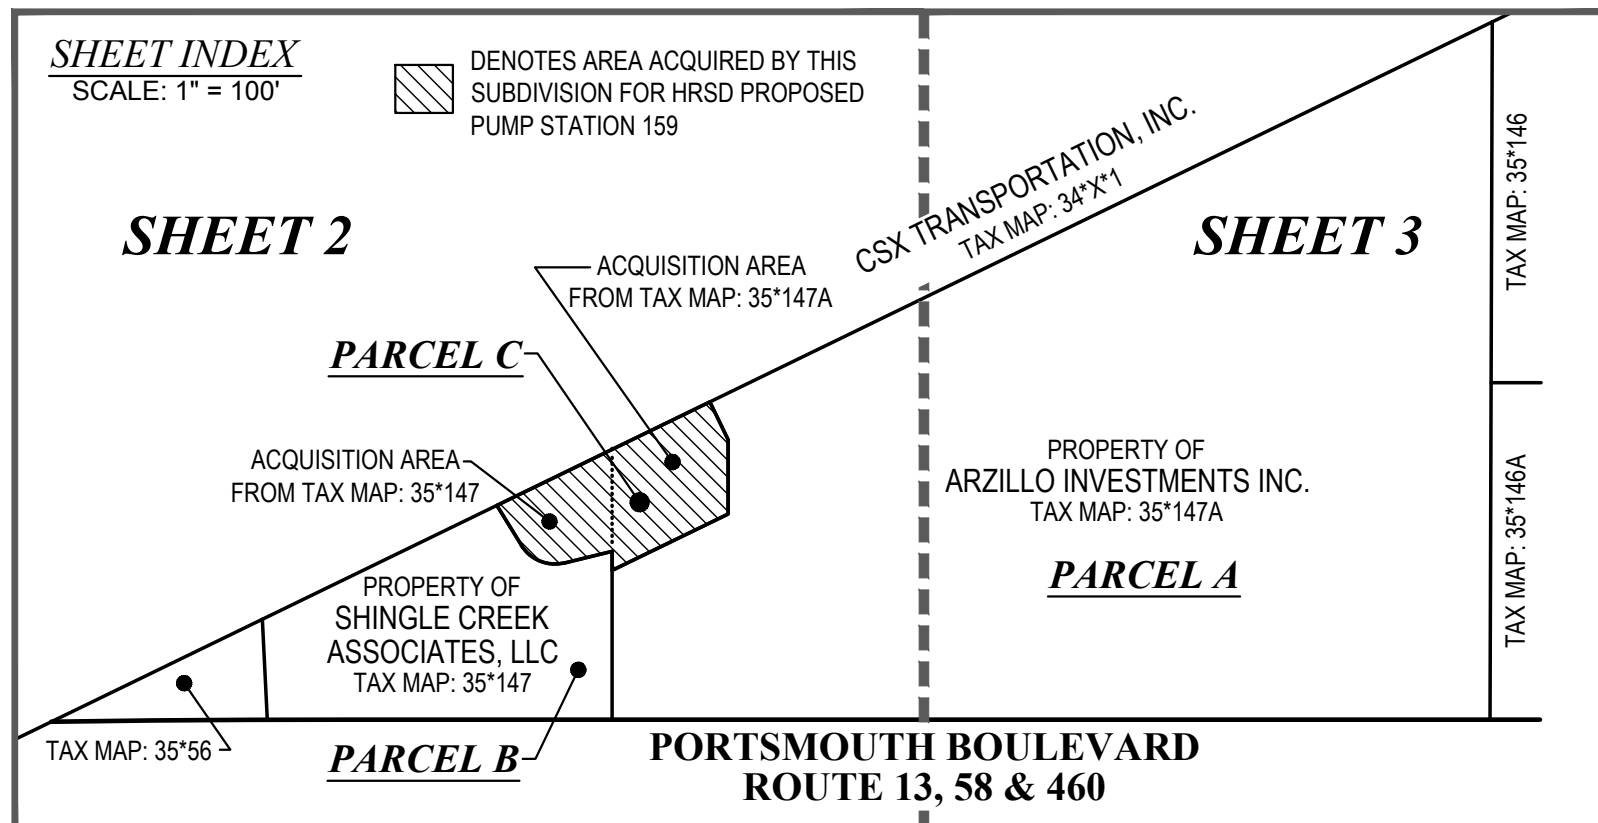 SHEET INDEX
SCALE: 1" = 100'
DENOTES AREA ACQUIRED BY THIS
SUBDIVISION FOR HRSD PROPOSED
PUMP STATION 159
SHEET 2
SHEET 3
CSX TRANSPORTATION, INC.
TAX MAP: 34*X*1
TAX MAP: 35*146
ACQUISITION AREA
FROM TAX MAP: 35*147A
PARCEL C
ACQUISITION AREA
FROM TAX MAP: 35*147
PROPERTY OF
ARZILLO INVESTMENTS INC.
TAX MAP: 35*147A
PARCEL A
TAX MAP: 35*146A
PROPERTY OF
SHINGLE CREEK
ASSOCIATES, LLC
TAX MAP: 35*147
TAX MAP: 35*56
PARCEL B
PORTSMOUTH BOULEVARD
ROUTE 13, 58 & 460